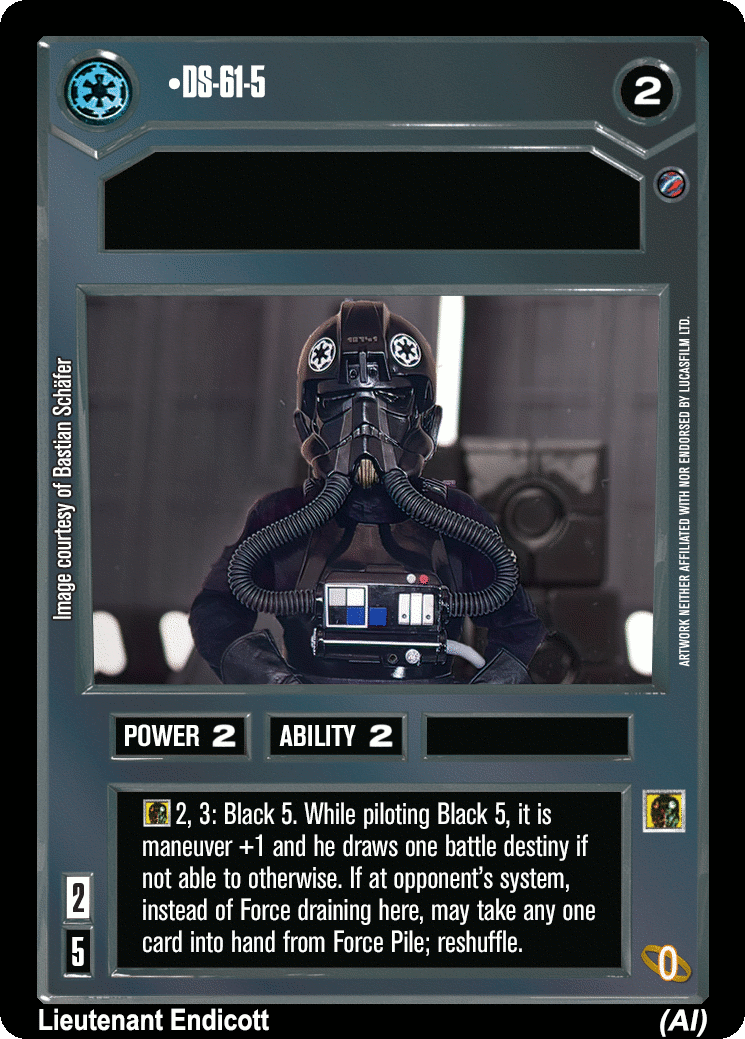 •DS-61-5
2
Image courtesy of Bastian Schäfer
ARTWORK NEITHER AFFILIATED WITH NOR ENDORSED BY LUCASFILM LTD.
POWER 2
ABILITY 2
2, 3: Black 5. While piloting Black 5, it is
maneuver +1 and he draws one battle destiny if
not able to otherwise. If at opponent's system,
instead of Force draining here, may take any one
card into hand from Force Pile; reshuffle.
2
5
0
Lieutenant Endicott
(AI)